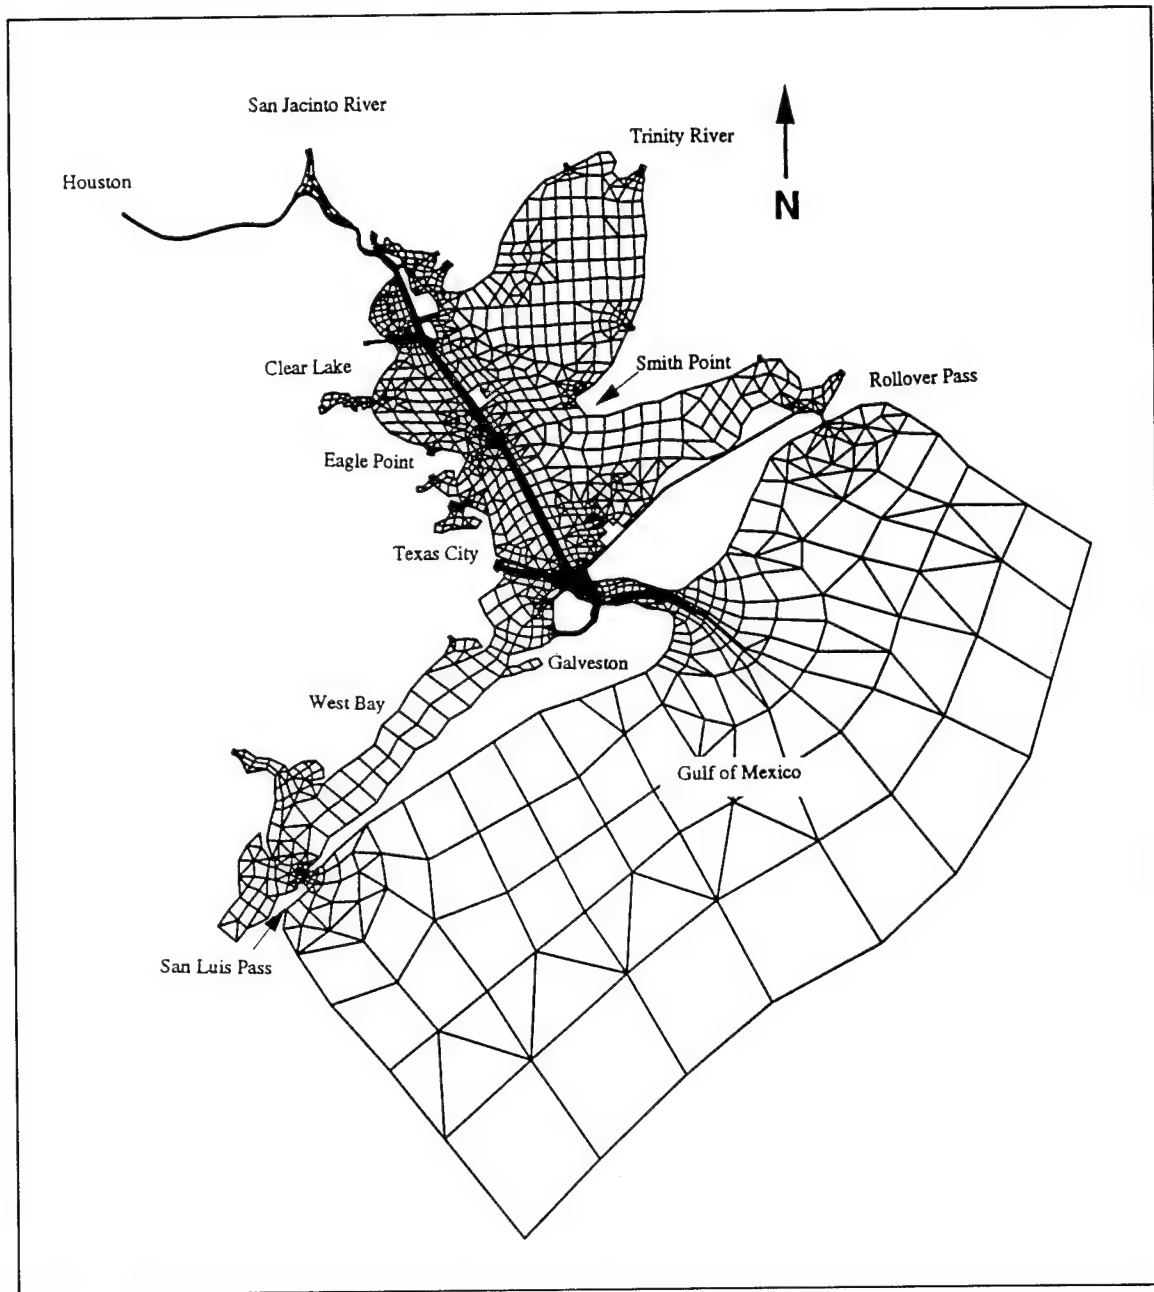 San Jacinto River
Trinity River
Houston
N
Smith Point
Clear Lake
Rollover Pass
Eagle Point
Texas City
Galveston
West Bay
Gulf of Mexico
San Luis Pass